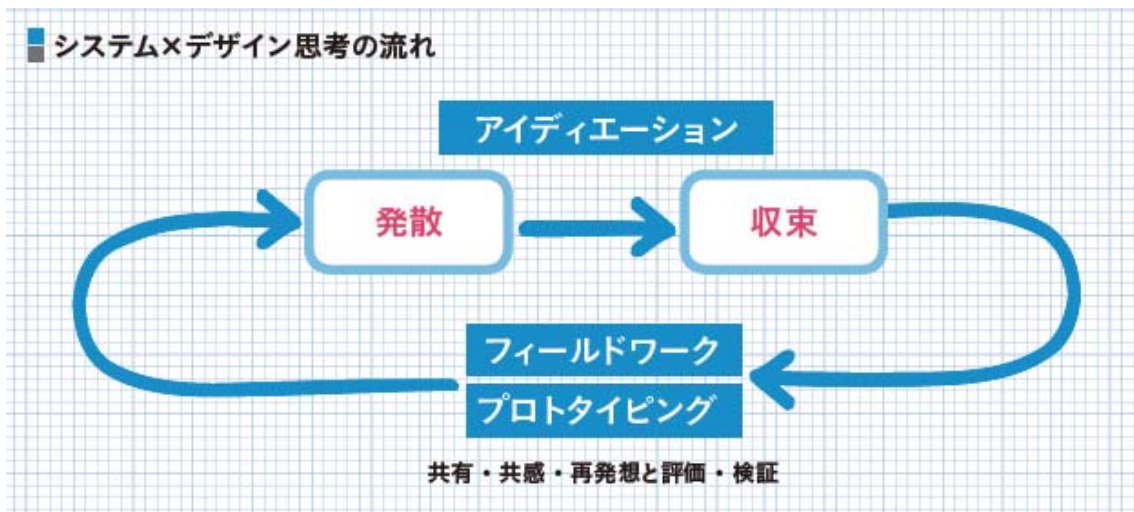 システム×デザイン思考の流れ
アイディエーション
発散
収束
フィールドワーク
プロトタイピング
共有・共感・再発想と評価・検証